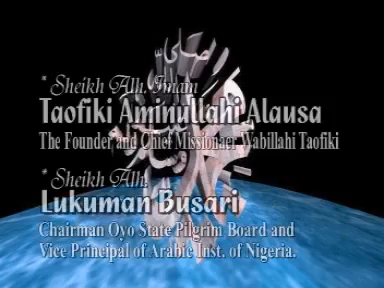 * Sheikh Alh. Imam
Taofiki Aminullahi Alausa
The Founder and Chief Missionaer Wabillahi Taofiki
* Sheikh Alh.
Lukuman Busari
Chairman Oyo State Pilgrim Board and
Vice Principal of Arabic Inst. of Nigeria.